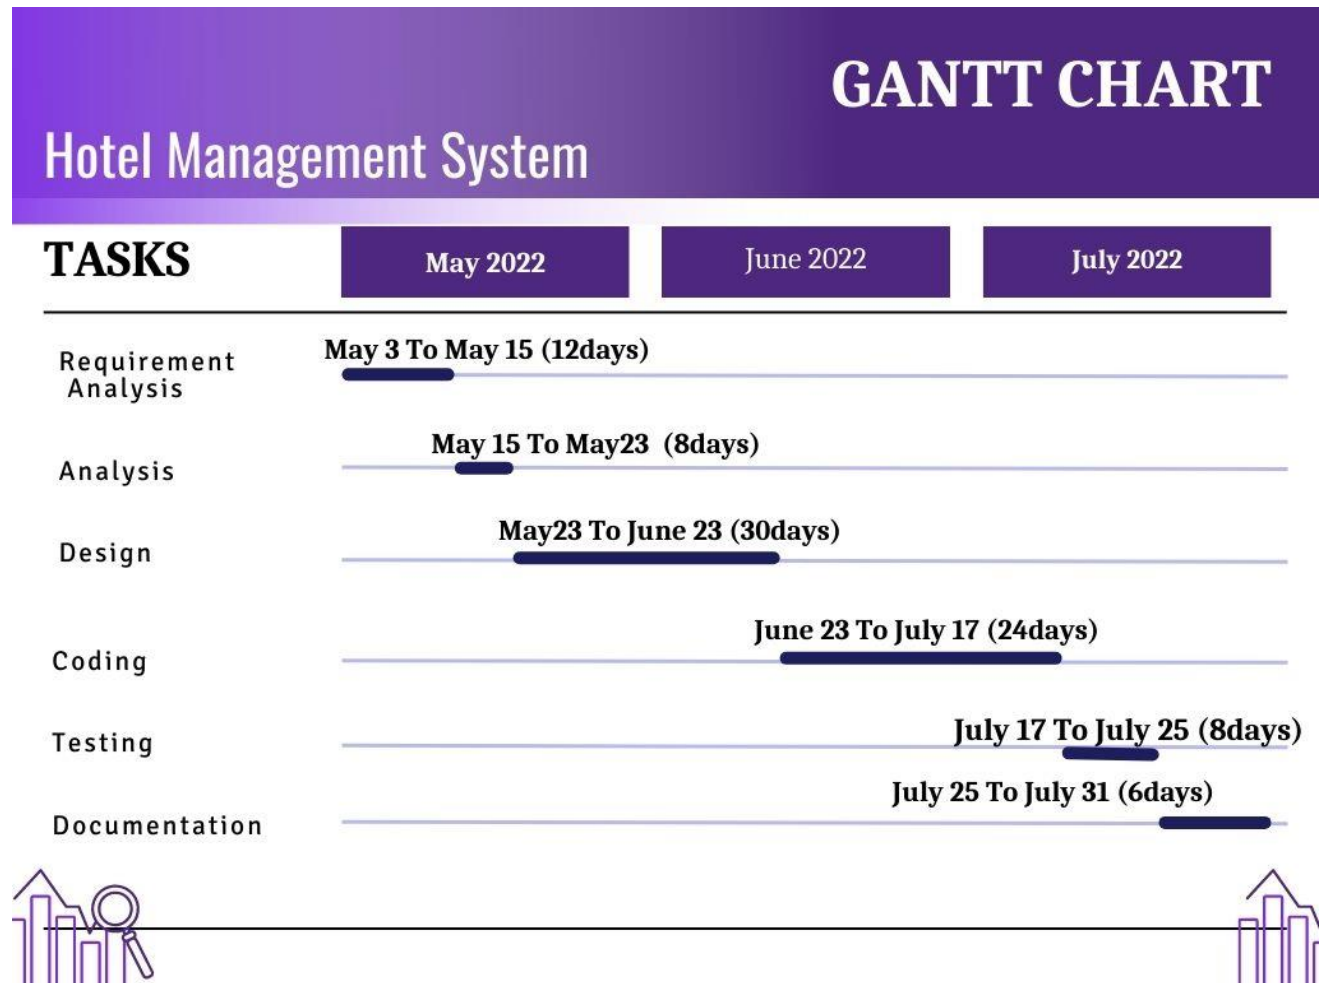 GANTT CHART
Hotel Management System
TASKS
May 2022
June 2022
July 2022
Requirement
Analysis
May 3 To May 15 (12days)
Analysis
May 15 To May23  (8days)
Design
May23 To June 23 (30days)
Coding
June 23 To July 17 (24days)
Testing
July 17 To July 25 (8days)
Documentation
July 25 To July 31 (6days)